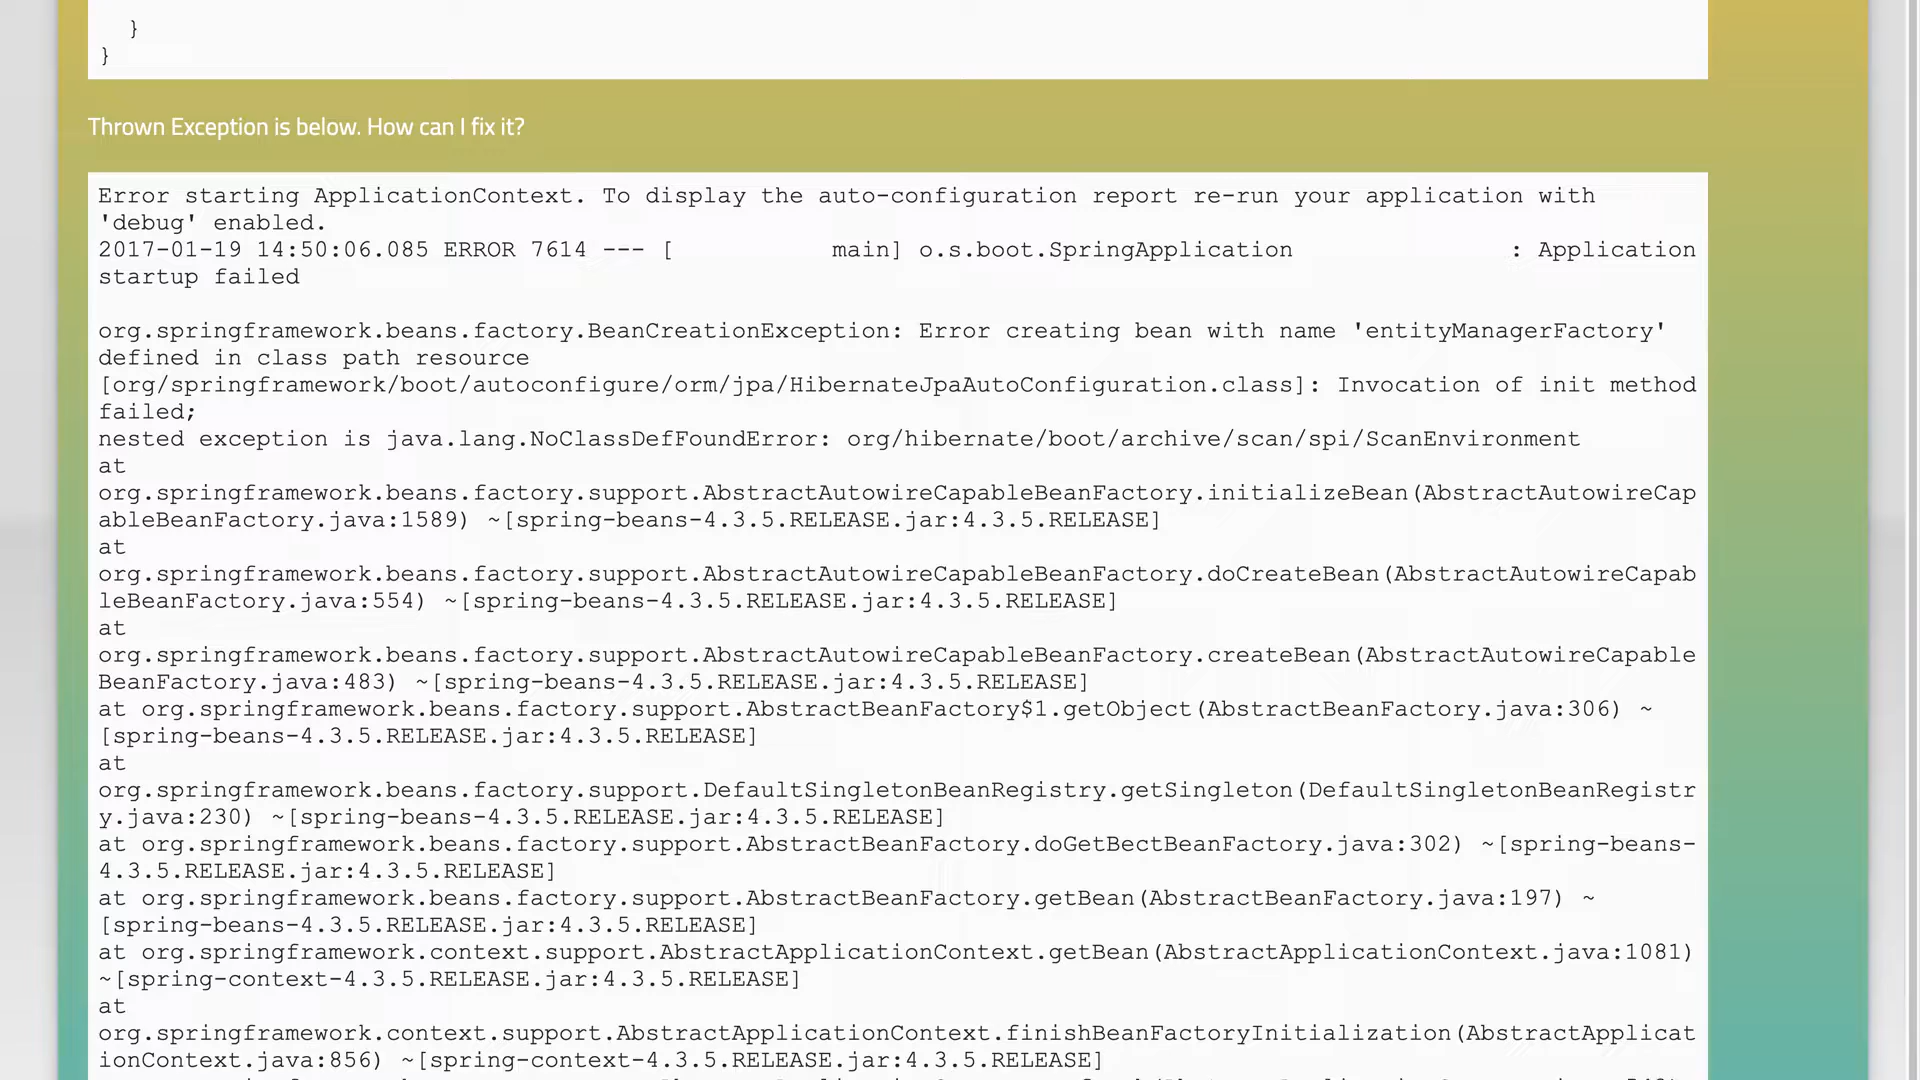 }
}
Thrown Exception is below. How can I fix it?
Error starting ApplicationContext. To display the auto-configuration report re-run your application with
'debug' enabled.
2017-01-19 14:50:06.085 ERROR 7614 --- [           main] o.s.boot.SpringApplication               : Application
startup failed
org.springframework.beans.factory.BeanCreationException: Error creating bean with name 'entityManagerFactory'
defined in class path resource
[org/springframework/boot/autoconfigure/orm/jpa/HibernateJpaAutoConfiguration.class]: Invocation of init method
failed;
nested exception is java.lang.NoClassDefFoundError: org/hibernate/boot/archive/scan/spi/ScanEnvironment
at
org.springframework.beans.factory.support.AbstractAutowireCapableBeanFactory.initializeBean(AbstractAutowireCap
ableBeanFactory.java:1589) ~[spring-beans-4.3.5.RELEASE.jar:4.3.5.RELEASE]
at
org.springframework.beans.factory.support.AbstractAutowireCapableBeanFactory.doCreateBean(AbstractAutowireCapab
leBeanFactory.java:554) ~[spring-beans-4.3.5.RELEASE.jar:4.3.5.RELEASE]
at
org.springframework.beans.factory.support.AbstractAutowireCapableBeanFactory.createBean(AbstractAutowireCapable
BeanFactory.java:483) ~[spring-beans-4.3.5.RELEASE.jar:4.3.5.RELEASE]
at org.springframework.beans.factory.support.AbstractBeanFactory$1.getObject(AbstractBeanFactory.java:306) ~
[spring-beans-4.3.5.RELEASE.jar:4.3.5.RELEASE]
at
org.springframework.beans.factory.support.DefaultSingletonBeanRegistry.getSingleton(DefaultSingletonBeanRegistr
y.java:230) ~[spring-beans-4.3.5.RELEASE.jar:4.3.5.RELEASE]
at org.springframework.beans.factory.support.AbstractBeanFactory.doGetBectBeanFactory.java:302) ~[spring-beans-
4.3.5.RELEASE.jar:4.3.5.RELEASE]
at org.springframework.beans.factory.support.AbstractBeanFactory.getBean(AbstractBeanFactory.java:197) ~
[spring-beans-4.3.5.RELEASE.jar:4.3.5.RELEASE]
at org.springframework.context.support.AbstractApplicationContext.getBean(AbstractApplicationContext.java:1081)
~[spring-context-4.3.5.RELEASE.jar:4.3.5.RELEASE]
at
org.springframework.context.support.AbstractApplicationContext.finishBeanFactoryInitialization(AbstractApplicat
ionContext.java:856) ~[spring-context-4.3.5.RELEASE.jar:4.3.5.RELEASE]